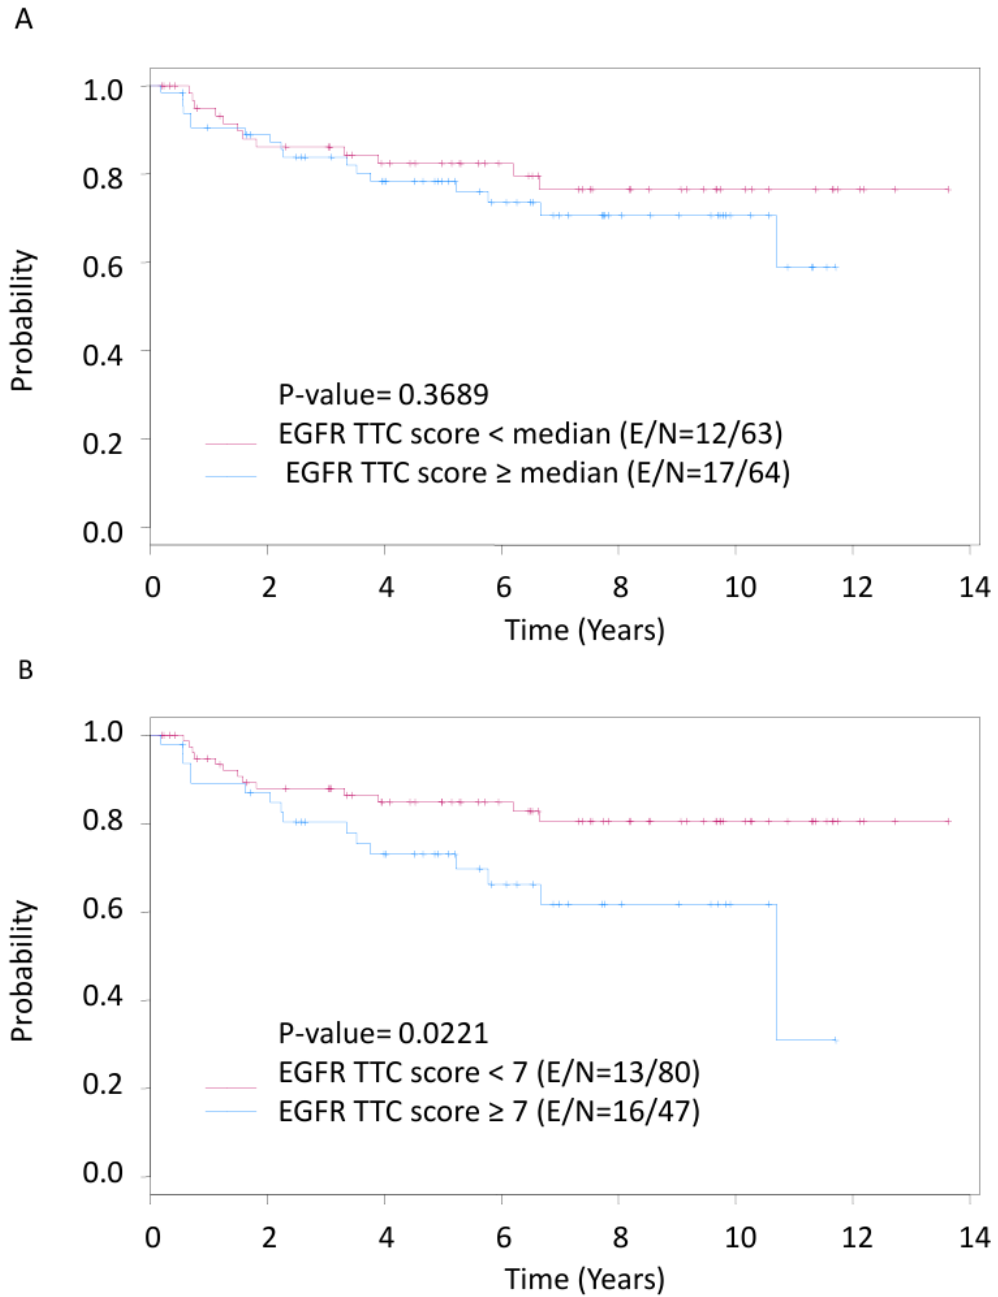 A
1.0
0.8
0.6
0.4
0.2
0.0
Probability
P-value= 0.3689
EGFR TTC score < median (E/N=12/63)
EGFR TTC score ≥ median (E/N=17/64)
0 2 4 6 8 10 12 14
Time (Years)
B
1.0
0.8
0.6
0.4
0.2
0.0
Probability
P-value= 0.0221
EGFR TTC score < 7 (E/N=13/80)
EGFR TTC score ≥ 7 (E/N=16/47)
0 2 4 6 8 10 12 14
Time (Years)